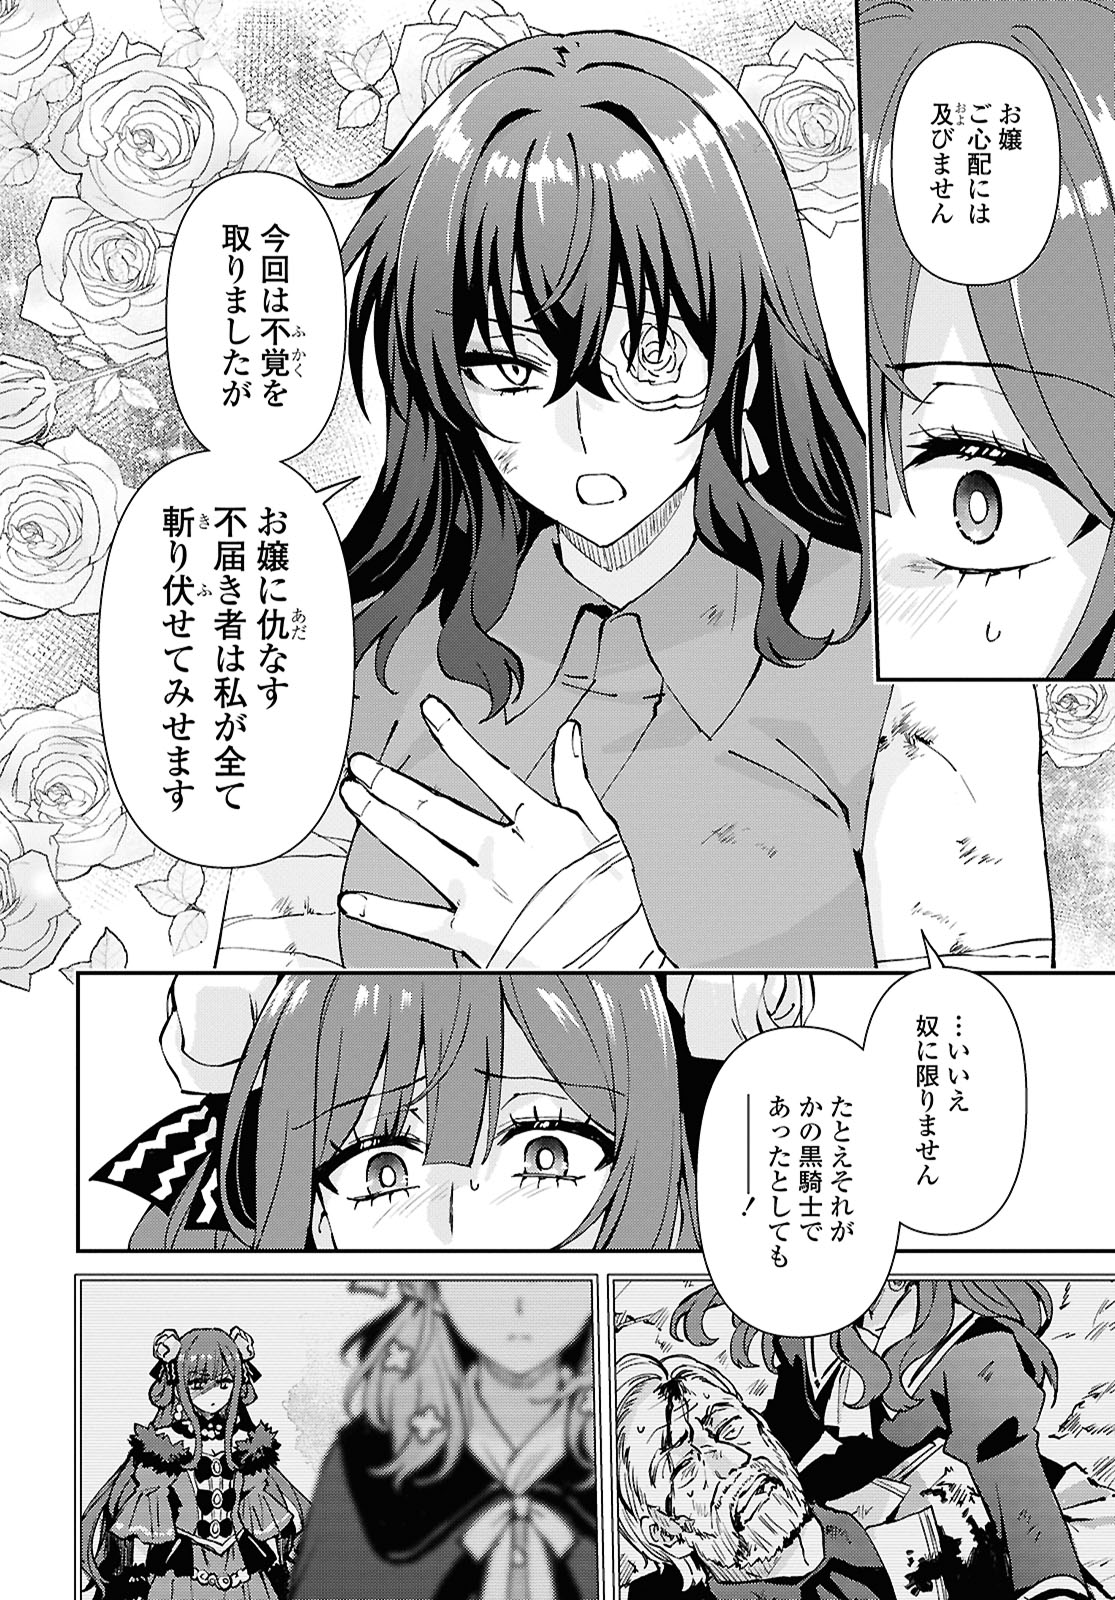 お嬢
ご心配には
及びません
今回は不覚を
取りましたが
お嬢に仇なす
不届き者は私が全て
斬り伏せてみせます
…いいえ
奴に限りません
たとえそれが
かの黒騎士で
あったとしても
――！